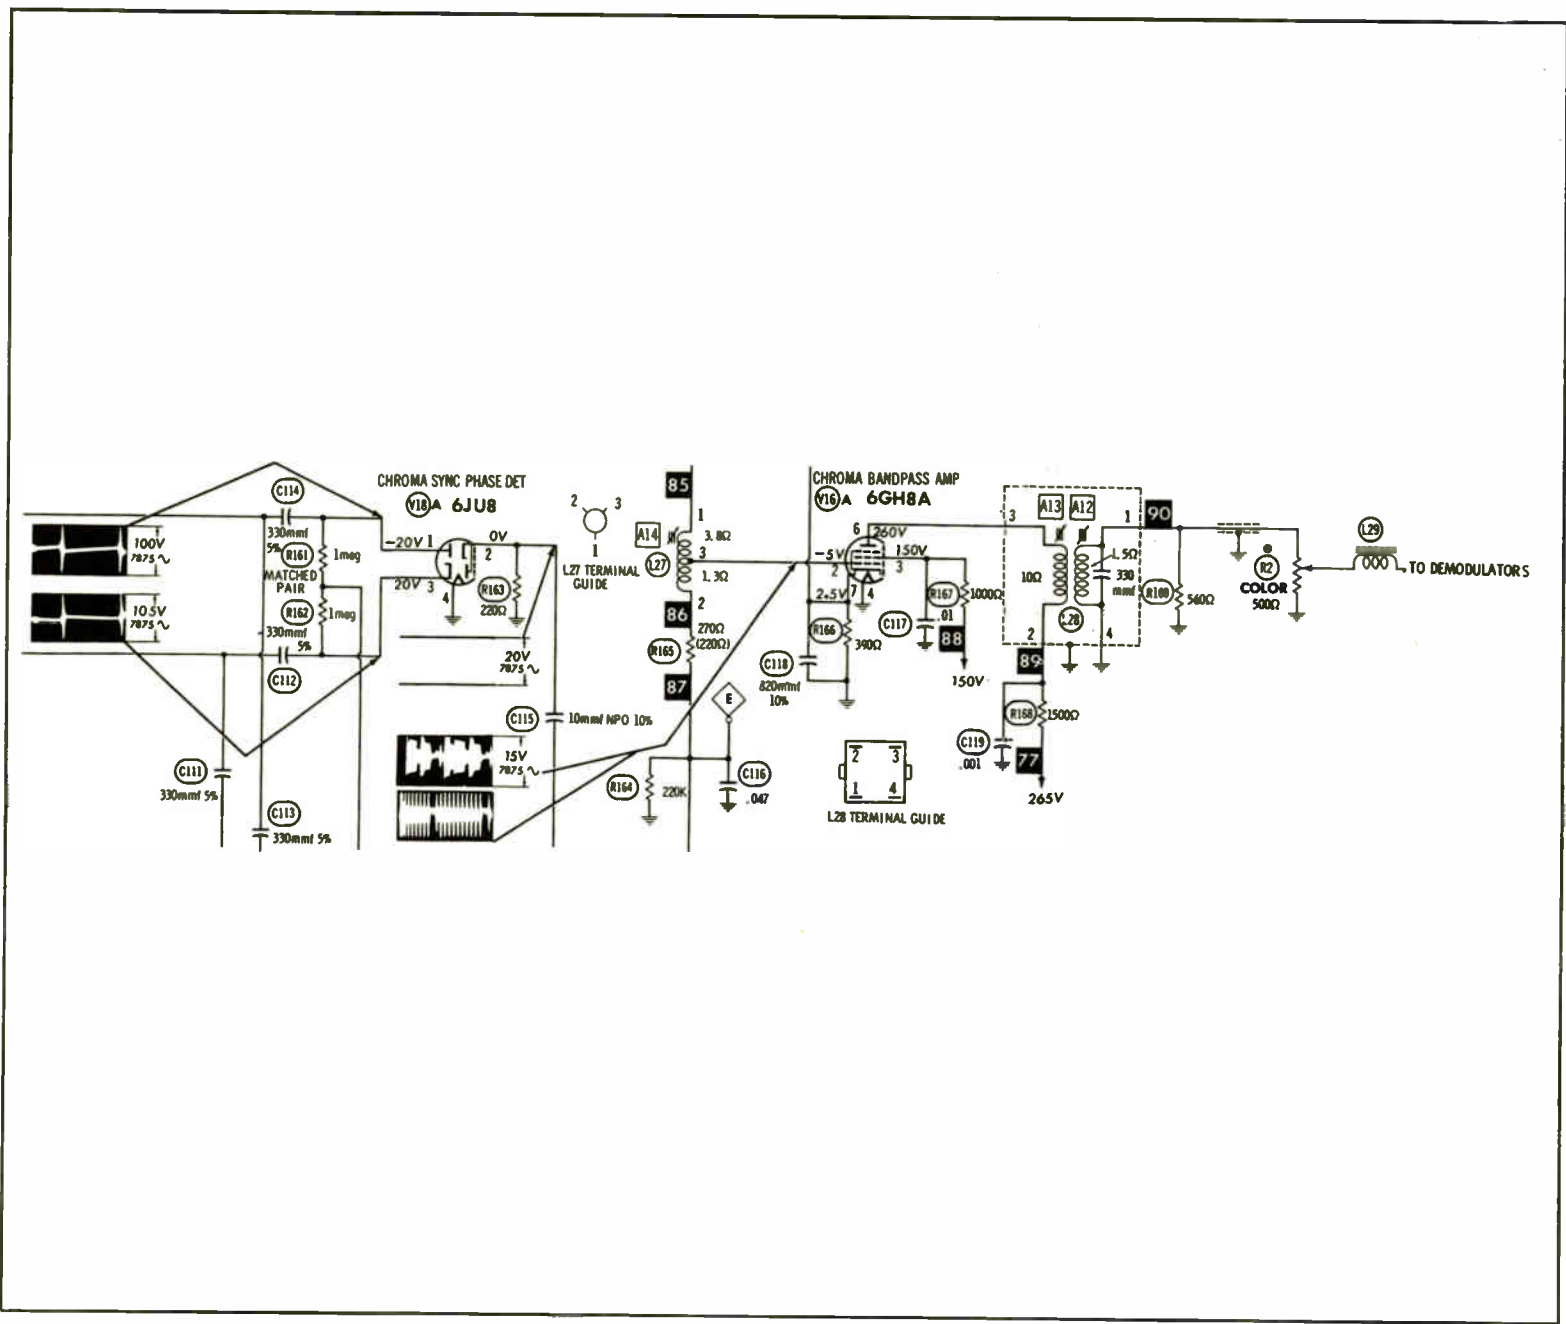 C114
330mmf
5%
100V
7875 ∿
R161
1meg
MATCHED
PAIR
R162
1meg
105V
7875 ∿
330mmf
5%
C112
C111
330mmf 5%
C113
330mmf 5%
CHROMA SYNC PHASE DET
V18 A 6JU8
-20V 1
0V
2
20V 3
4
R163
220Ω
20V
7875 ∿
C115
10mmf NPO 10%
15V
7875 ∿
2
3
1
L27 TERMINAL
GUIDE
85
1
A14
3.8Ω
3
L27
1.3Ω
2
86
270Ω
(220Ω)
R165
87
E
R164
220K
C116
.047
CHROMA BANDPASS AMP
V16 A 6GH8A
6
260V
-5V
2
150V
3
7
4
2.5V
R166
390Ω
C118
820mmf
10%
C117
.01
R167
1000Ω
88
150V
2
3
1
4
L28 TERMINAL GUIDE
3
A13
A12
1
10Ω
1.5Ω
330
mmf
L28
2
4
89
R168
1500Ω
C119
.001
77
265V
90
560Ω
R2
COLOR
500Ω
L29
TO DEMODULATORS